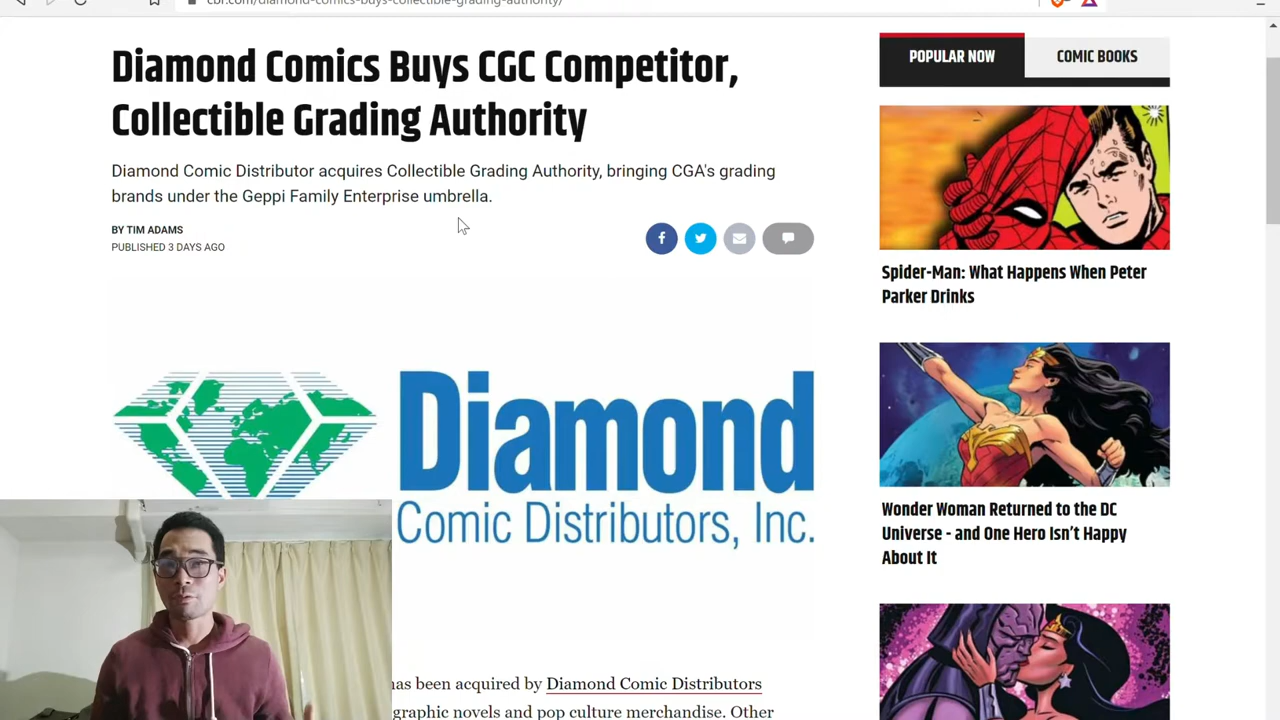 cbr.com/diamond-comics-buys-collectible-grading-authority/
Diamond Comics Buys CGC Competitor,
Collectible Grading Authority
Diamond Comic Distributor acquires Collectible Grading Authority, bringing CGA's grading
brands under the Geppi Family Enterprise umbrella.
BY TIM ADAMS
PUBLISHED 3 DAYS AGO
Diamond
Comic Distributors, Inc.
has been acquired by Diamond Comic Distributors
graphic novels and pop culture merchandise. Other
POPULAR NOW
COMIC BOOKS
Spider-Man: What Happens When Peter
Parker Drinks
Wonder Woman Returned to the DC
Universe - and One Hero Isn’t Happy
About It